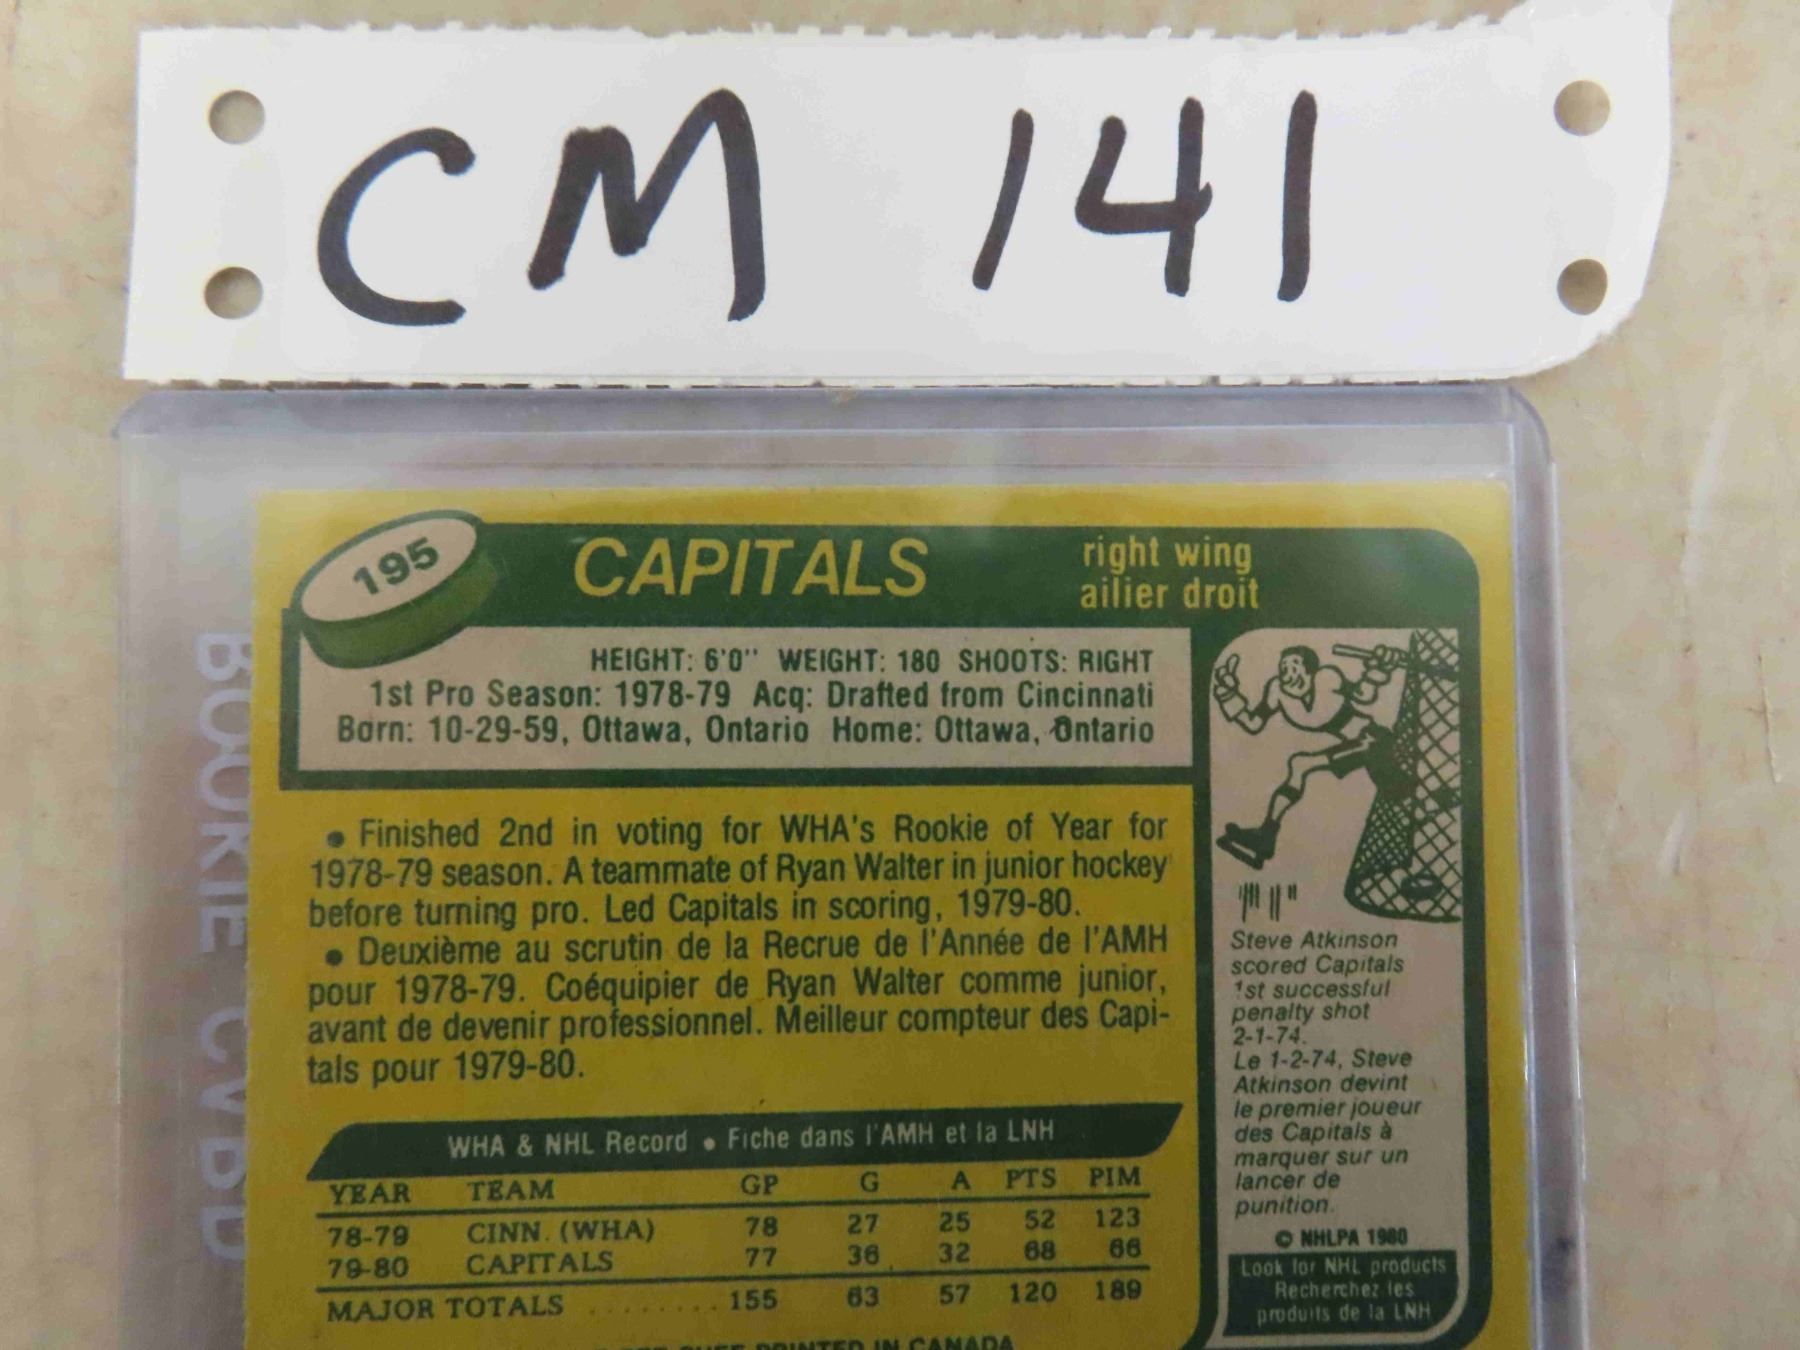 CM 141
195
CAPITALS
right wing
ailier droit
HEIGHT: 6'0" WEIGHT: 180 SHOOTS: RIGHT
1st Pro Season: 1978-79 Acq: Drafted from Cincinnati
Born: 10-29-59, Ottawa, Ontario Home: Ottawa, Ontario
• Finished 2nd in voting for WHA's Rookie of Year for
1978-79 season. A teammate of Ryan Walter in junior hockey
before turning pro. Led Capitals in scoring, 1979-80.
• Deuxième au scrutin de la Recrue de l'Année de l'AMH
pour 1978-79. Coéquipier de Ryan Walter comme junior,
avant de devenir professionnel. Meilleur compteur des Capi-
tals pour 1979-80.
WHA & NHL Record • Fiche dans l'AMH et la LNH
YEAR TEAM GP G A PTS PIM
78-79 CINN. (WHA) 78 27 25 52 123
79-80 CAPITALS 77 36 32 68 66
MAJOR TOTALS ........ 155 63 57 120 189
PRINTED IN CANADA
Steve Atkinson
scored Capitals
1st successful
penalty shot
2-1-74.
Le 1-2-74, Steve
Atkinson devint
le premier joueur
des Capitals à
marquer sur un
lancer de
punition.
© NHLPA 1980
Look for NHL products
Recherchez les
produits de la LNH